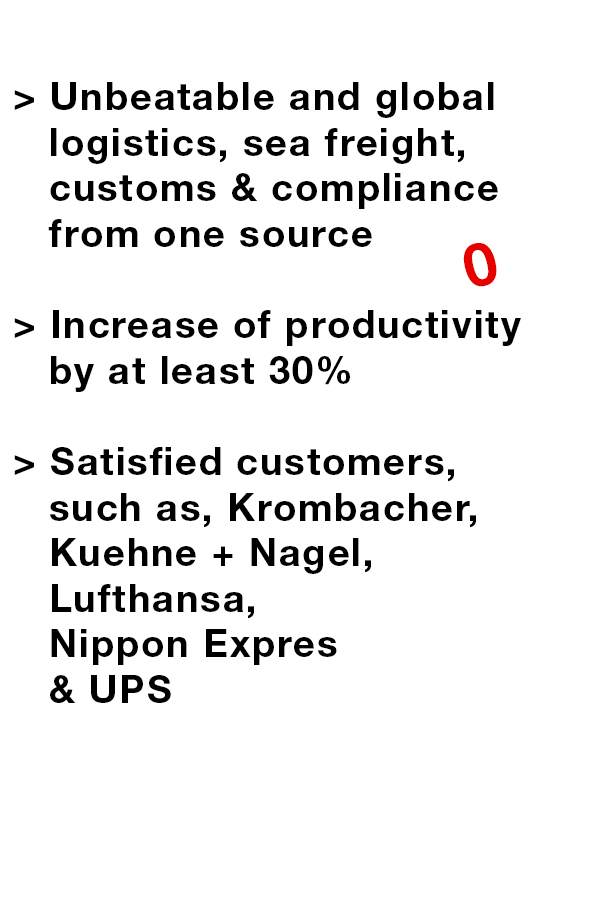 > Unbeatable and global
logistics, sea freight,
customs & compliance
from one source
0
> Increase of productivity
by at least 30%
> Satisfied customers,
such as, Krombacher,
Kuehne + Nagel,
Lufthansa,
Nippon Expres
& UPS